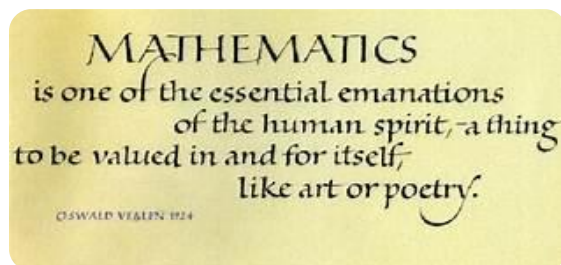 MATHEMATICS
is one of the essential emanations
of the human spirit,-a thing
to be valued in and for itself,-
like art or poetry.
OSWALD VEBLEN 1924